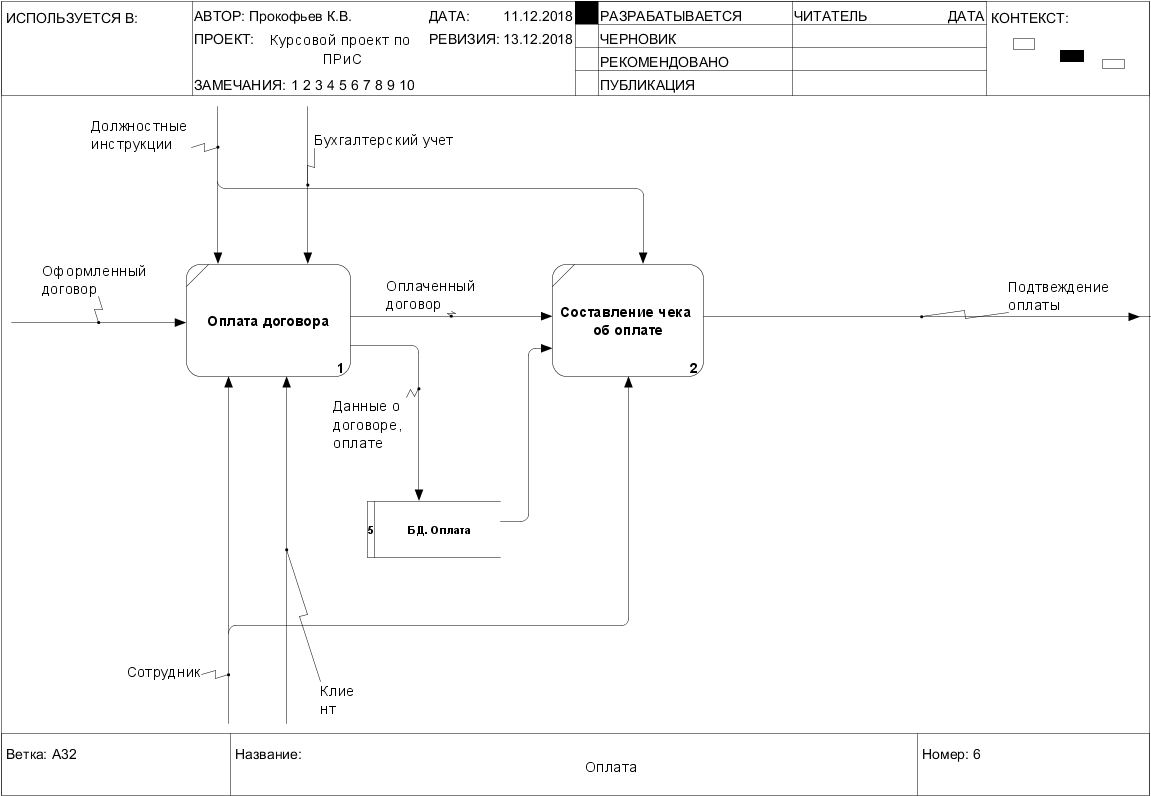 ИСПОЛЬЗУЕТСЯ В:
АВТОР: Прокофьев К.В.
ДАТА: 11.12.2018
РАЗРАБАТЫВАЕТСЯ
ЧИТАТЕЛЬ ДАТА
КОНТЕКСТ:
ПРОЕКТ: Курсовой проект по
ПРиС
РЕВИЗИЯ: 13.12.2018
ЧЕРНОВИК
РЕКОМЕНДОВАНО
ЗАМЕЧАНИЯ: 1 2 3 4 5 6 7 8 9 10
ПУБЛИКАЦИЯ
Должностные
инструкции
Бухгалтерский учет
Оформленный
договор
Оплата договора
1
Оплаченный
договор
Составление чека
об оплате
2
Подтвеждение
оплаты
Данные о
договоре,
оплате
5
БД. Оплата
Сотрудник
Клие
нт
Ветка: A32
Название:
Оплата
Номер: 6